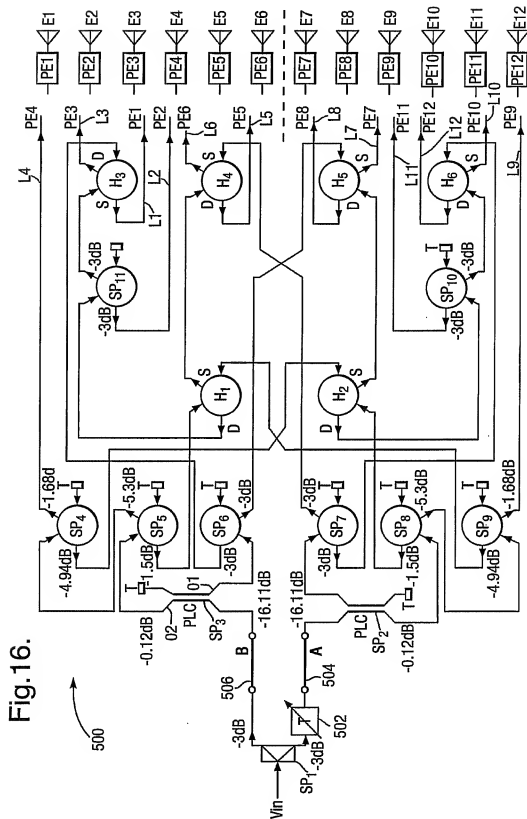 Fig.16.
500
E1 E2 E3 E4 E5 E6 E7 E8 E9 E10 E11 E12
PE1 PE2 PE3 PE4 PE5 PE6 PE7 PE8 PE9 PE10 PE11 PE12
PE4 PE3 PE1 PE2 PE6 PE5 PE8 PE7 PE11 PE12 PE10 PE9
L4 L3 L1 L2 L6 L5 L8 L7 L11 L12 L10 L9
D H3 S
S H4 D
D H5 S
S H6 D
-3dB T
SP11
-3dB
T -3dB
SP10
-3dB
H1 S
D
H2 S
D
-1.68d T
SP4
-4.94dB
-5.3dB T
SP5
-1.5dB
-3dB T
SP6
-3dB
-3dB T
SP7
-3dB
-5.3dB T
SP8
-1.5dB
T
SP9
-4.94dB
-1.68dB
T
O1
O2
PLC
SP3
-0.12dB
-16.11dB
-16.11dB
PLC
SP2
T
-0.12dB
B
506
A
504
-3dB
T
502
SP1
-3dB
Vin